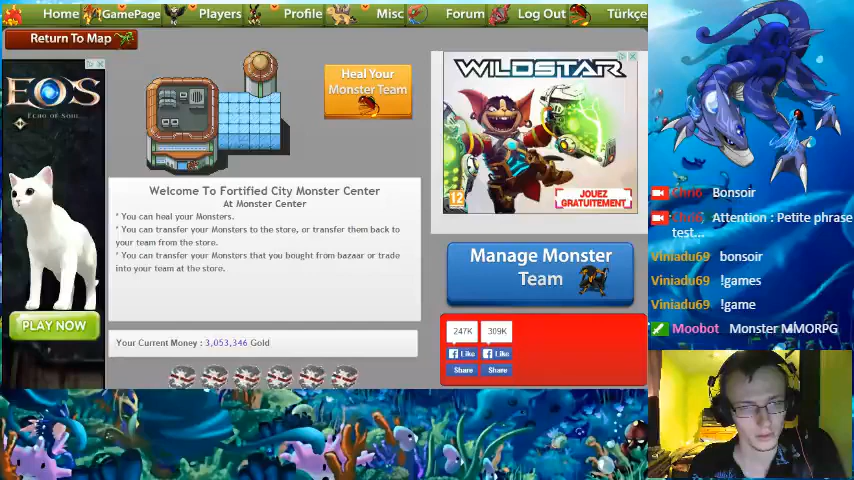 Home GamePage Players Profile Misc Forum Log Out Türkçe
Return To Map
EOS
ECHO OF SOUL
PLAY NOW
Heal Your
Monster Team
WILDSTAR
12
JOUEZ
GRATUITEMENT
Welcome To Fortified City Monster Center
At Monster Center
* You can heal your Monsters.
* You can transfer your Monsters to the store, or transfer them back to
your team from the store.
* You can transfer your Monsters that you bought from bazaar or trade
into your team at the store.
Manage Monster
Team
Your Current Money : 3,053,346 Gold
247K 309K
Like Like
Share Share
Chri6 Bonsoir
Chri6 Attention : Petite phrase
test...
Viniadu69 bonsoir
Viniadu69 !games
Viniadu69 !game
Moobot Monster MMORPG